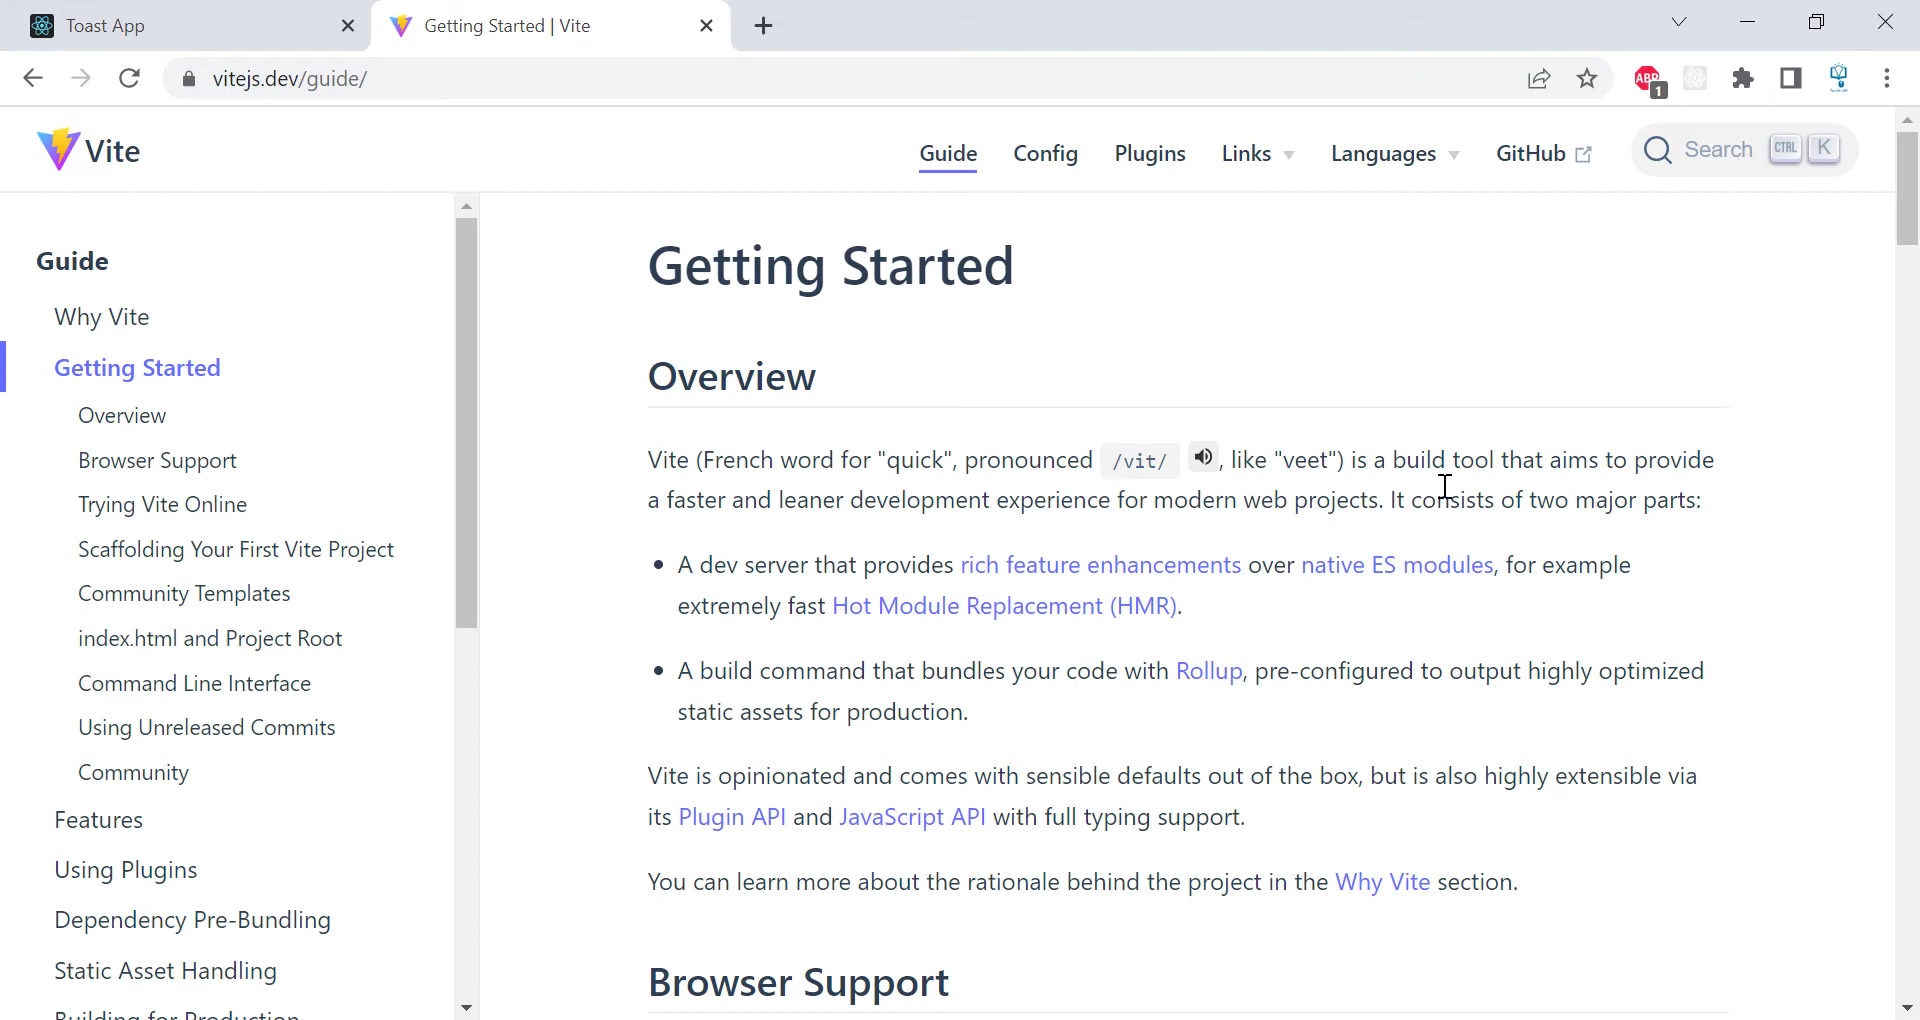 Toast App
Getting Started | Vite
vitejs.dev/guide/
ABP
1
Vite
Guide
Config
Plugins
Links
Languages
GitHub
Search
CTRL
K
Guide
Why Vite
Getting Started
Overview
Browser Support
Trying Vite Online
Scaffolding Your First Vite Project
Community Templates
index.html and Project Root
Command Line Interface
Using Unreleased Commits
Community
Features
Using Plugins
Dependency Pre-Bundling
Static Asset Handling
Building for Production
Getting Started
Overview
Vite (French word for "quick", pronounced /vit/ , like "veet") is a build tool that aims to provide
a faster and leaner development experience for modern web projects. It consists of two major parts:
• A dev server that provides rich feature enhancements over native ES modules, for example
extremely fast Hot Module Replacement (HMR).
• A build command that bundles your code with Rollup, pre-configured to output highly optimized
static assets for production.
Vite is opinionated and comes with sensible defaults out of the box, but is also highly extensible via
its Plugin API and JavaScript API with full typing support.
You can learn more about the rationale behind the project in the Why Vite section.
Browser Support